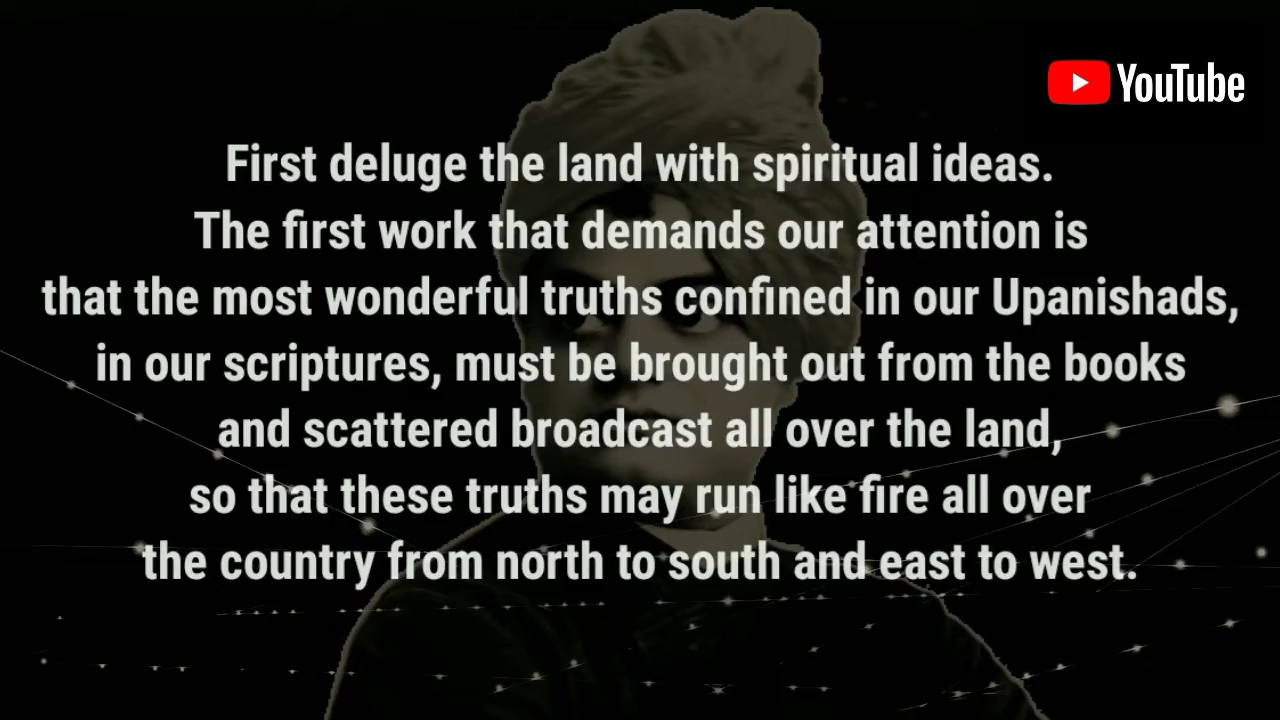 YouTube
First deluge the land with spiritual ideas.
The first work that demands our attention is
that the most wonderful truths confined in our Upanishads,
in our scriptures, must be brought out from the books
and scattered broadcast all over the land,
so that these truths may run like fire all over
the country from north to south and east to west.